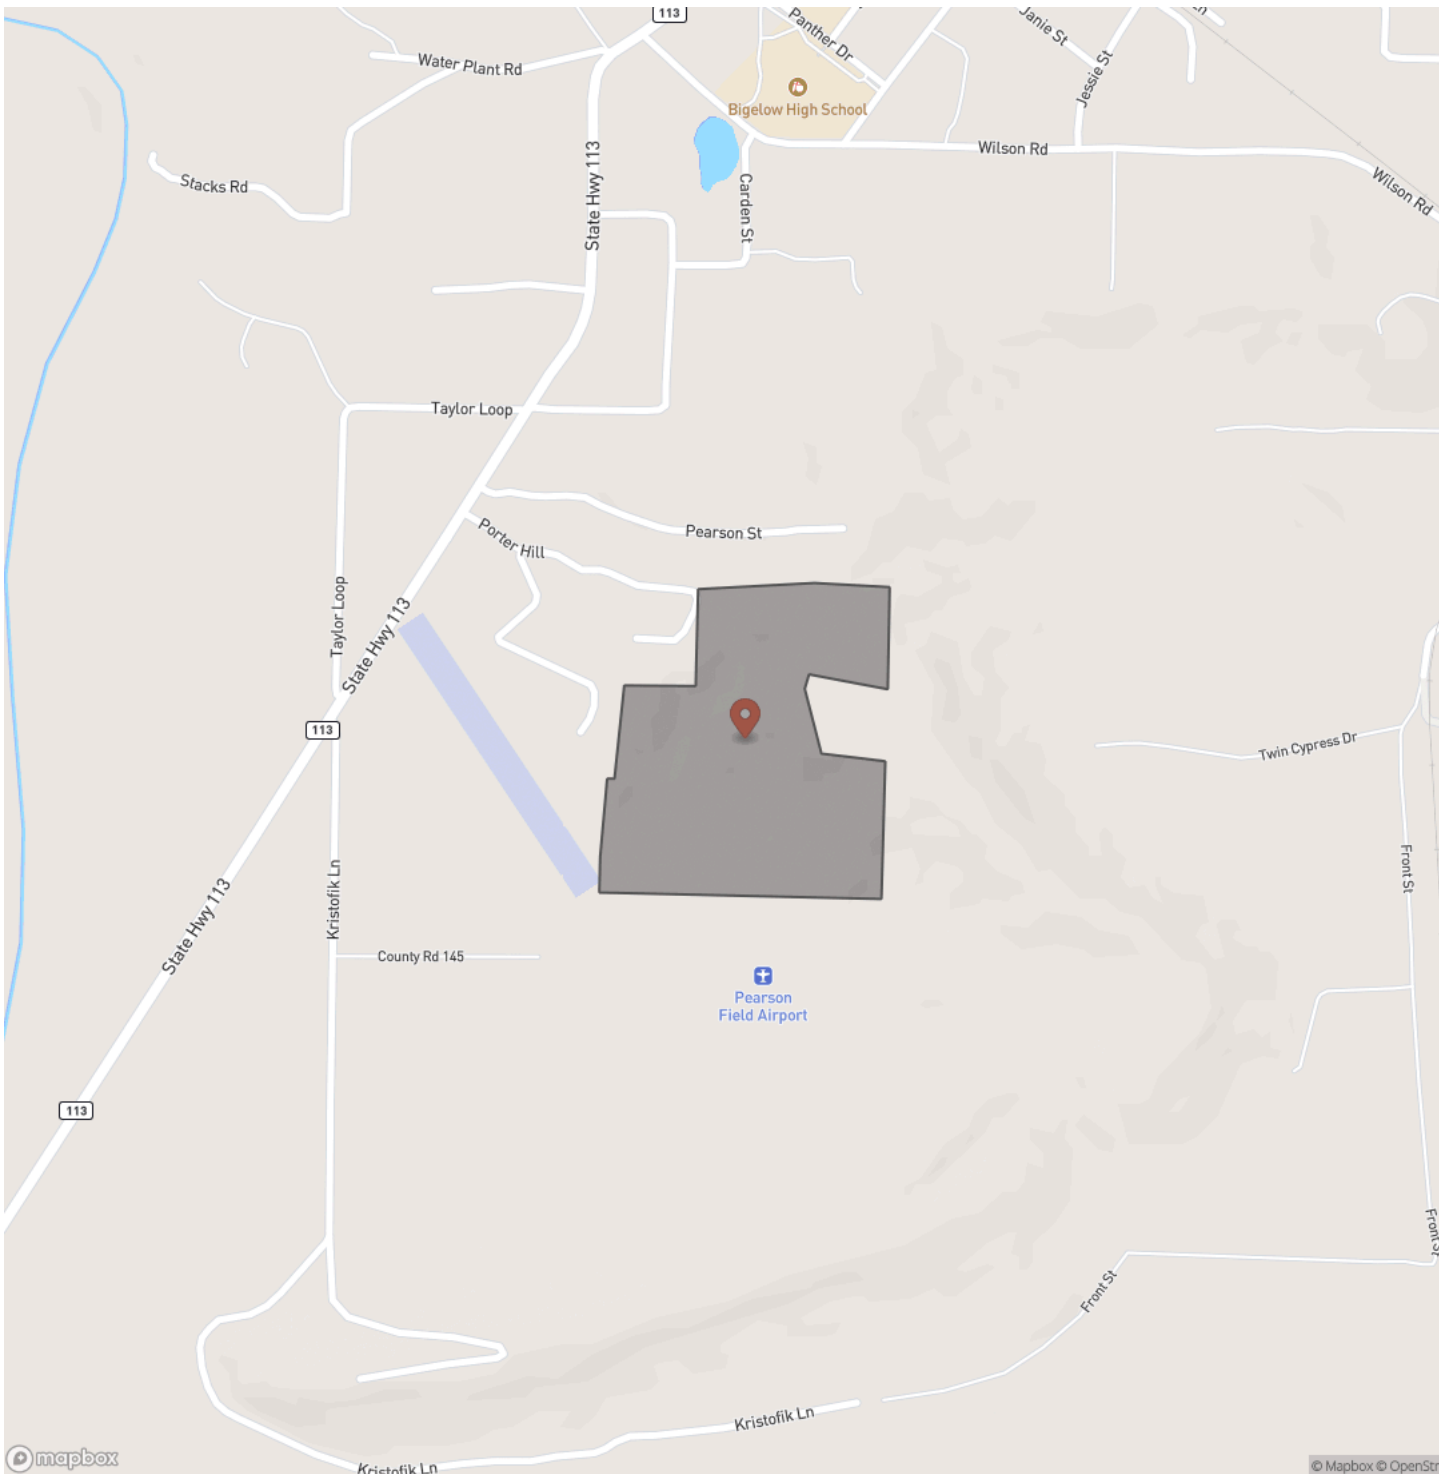 113
Panther Dr
Janie St
Jessie St
Water Plant Rd
Bigelow High School
State Hwy 113
Wilson Rd
Wilson Rd
Stacks Rd
Carden St
Taylor Loop
Pearson St
Porter Hill
Taylor Loop
State Hwy 113
113
Twin Cypress Dr
Front St
Kristofik Ln
State Hwy 113
County Rd 145
Pearson
Field Airport
113
Front St
Front St
Kristofik Ln
Kristofik Ln
mapbox
© Mapbox © OpenStr